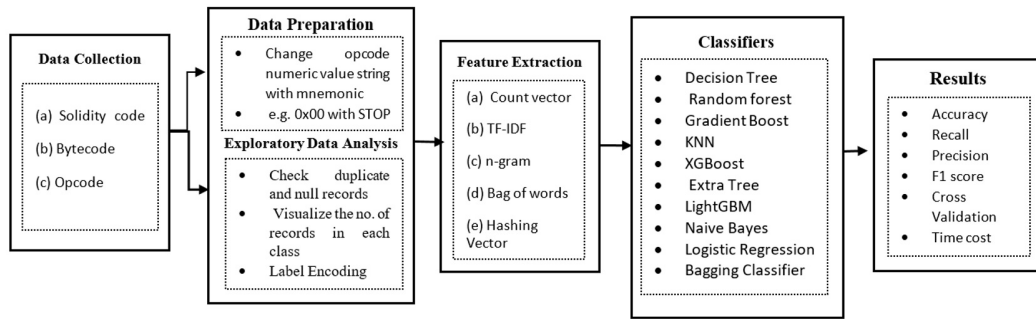 Data Collection
(a) Solidity code
(b) Bytecode
(c) Opcode
Data Preparation
• Change opcode
numeric value string
with mnemonic
• e.g. 0x00 with STOP
Exploratory Data Analysis
• Check duplicate
and null records
• Visualize the no. of
records in each
class
• Label Encoding
Feature Extraction
(a) Count vector
(b) TF-IDF
(c) n-gram
(d) Bag of words
(e) Hashing
Vector
Classifiers
• Decision Tree
• Random forest
• Gradient Boost
• KNN
• XGBoost
• Extra Tree
• LightGBM
• Naive Bayes
• Logistic Regression
• Bagging Classifier
Results
• Accuracy
• Recall
• Precision
• F1 score
• Cross
Validation
• Time cost